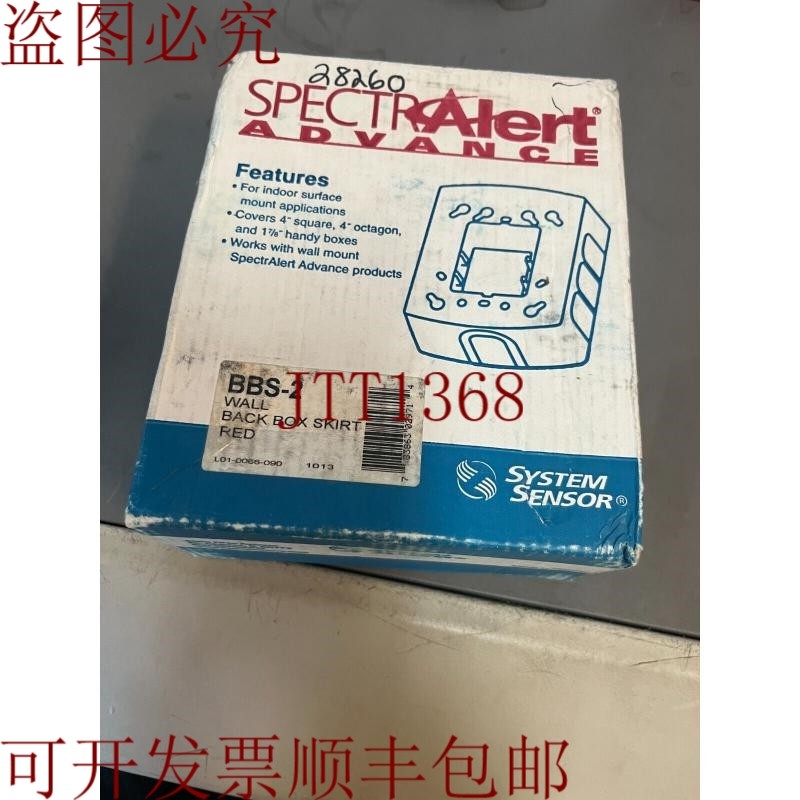 盗图必究
28260
SPECTRAlert®
ADVANCE
Features
• For indoor surface
mount applications
• Covers 4" square, 4" octagon,
and 1⅞" handy boxes
• Works with wall mount
SpectrAlert Advance products
JTT1368
BBS-2
WALL
BACK BOX SKIRT
RED
L01-0066-090 1013
SYSTEM
SENSOR®
可开发票顺丰包邮